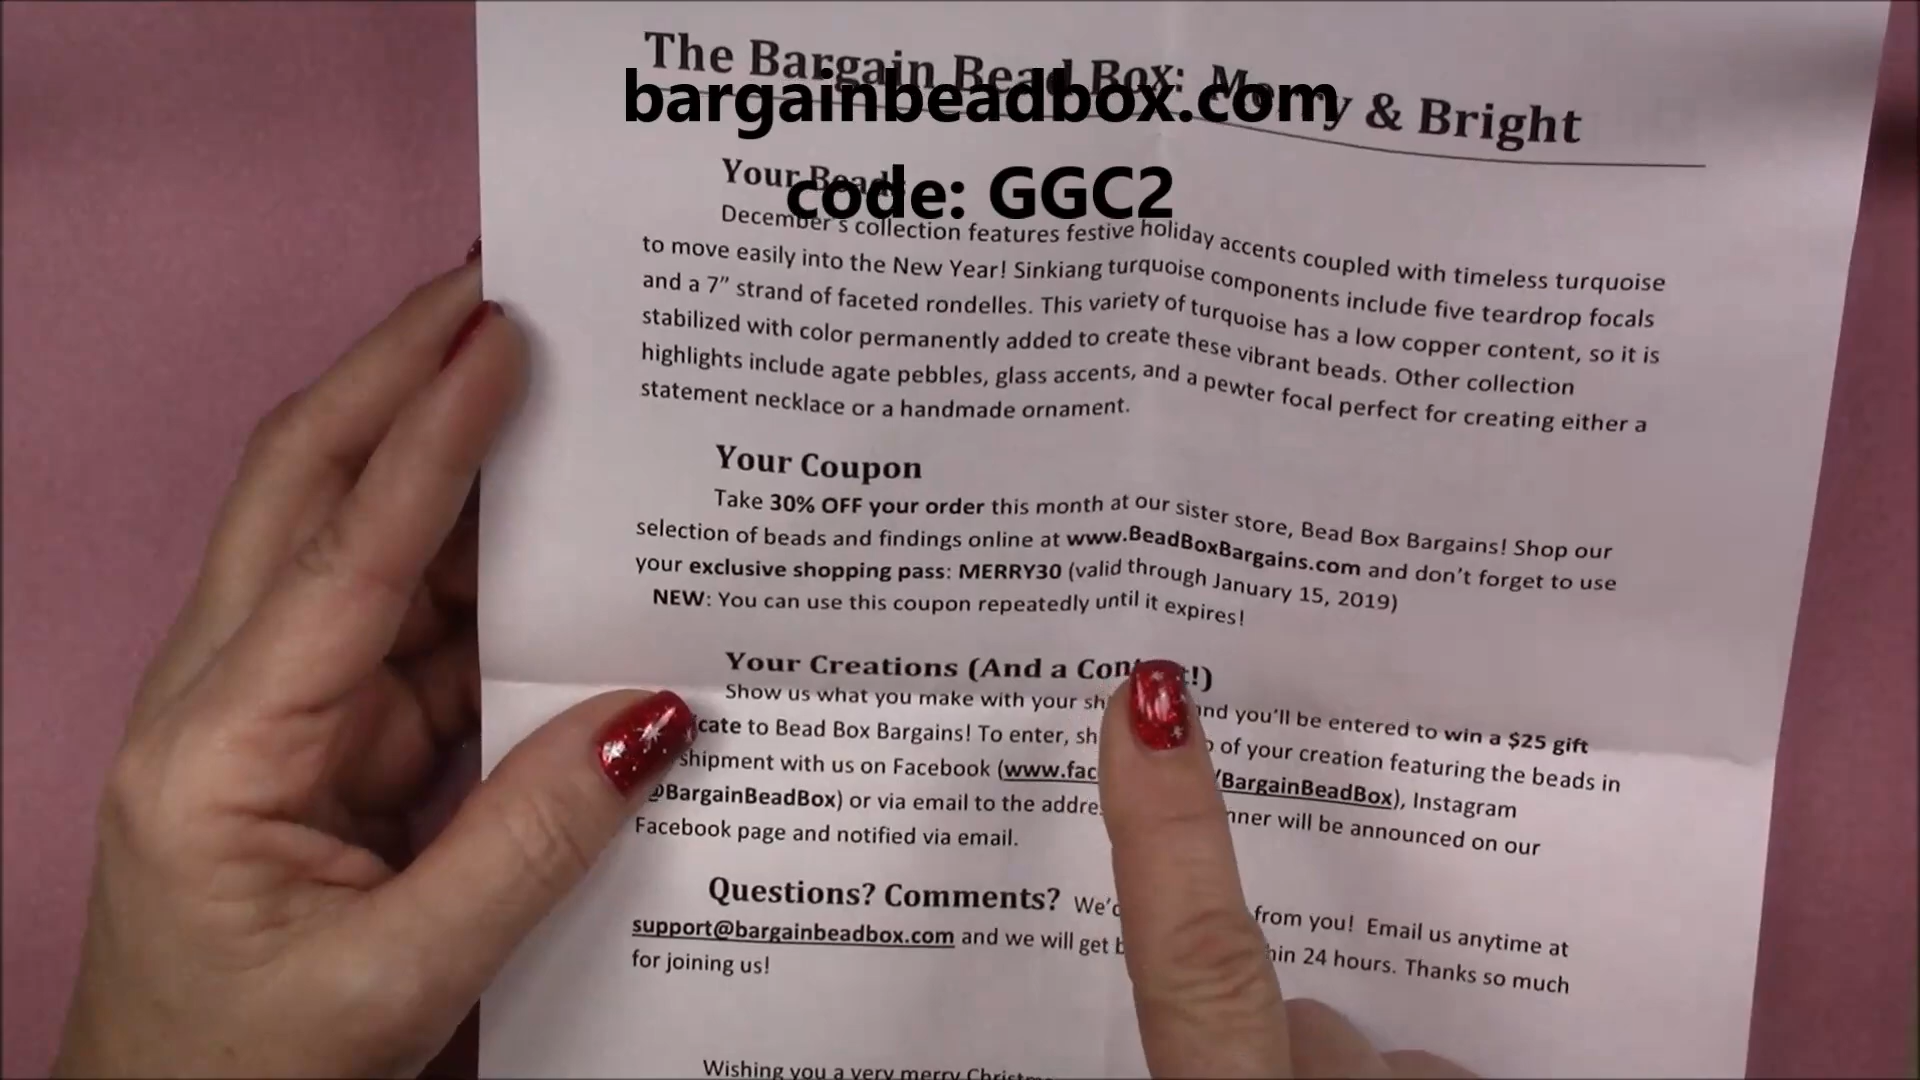 The Bargain Bead Box: Merry & Bright
bargainbeadbox.com
code: GGC2
Your Beads
December's collection features festive holiday accents coupled with timeless turquoise
to move easily into the New Year! Sinkiang turquoise components include five teardrop focals
and a 7” strand of faceted rondelles. This variety of turquoise has a low copper content, so it is
stabilized with color permanently added to create these vibrant beads. Other collection
highlights include agate pebbles, glass accents, and a pewter focal perfect for creating either a
statement necklace or a handmade ornament.
Your Coupon
Take 30% OFF your order this month at our sister store, Bead Box Bargains! Shop our
selection of beads and findings online at www.BeadBoxBargains.com and don't forget to use
your exclusive shopping pass: MERRY30 (valid through January 15, 2019)
NEW: You can use this coupon repeatedly until it expires!
Your Creations (And a Contest!)
Show us what you make with your and you'll be entered to win a $25 gift
to Bead Box Bargains! To enter, of your creation featuring the beads in
shipment with us on Facebook (www. /BargainBeadBox), Instagram
@BargainBeadBox) or via email to the will be announced on our
Facebook page and notified via email.
Questions? Comments? from you! Email us anytime at
support@bargainbeadbox.com and we will get 24 hours. Thanks so much
for joining us!
Wishing you a very merry